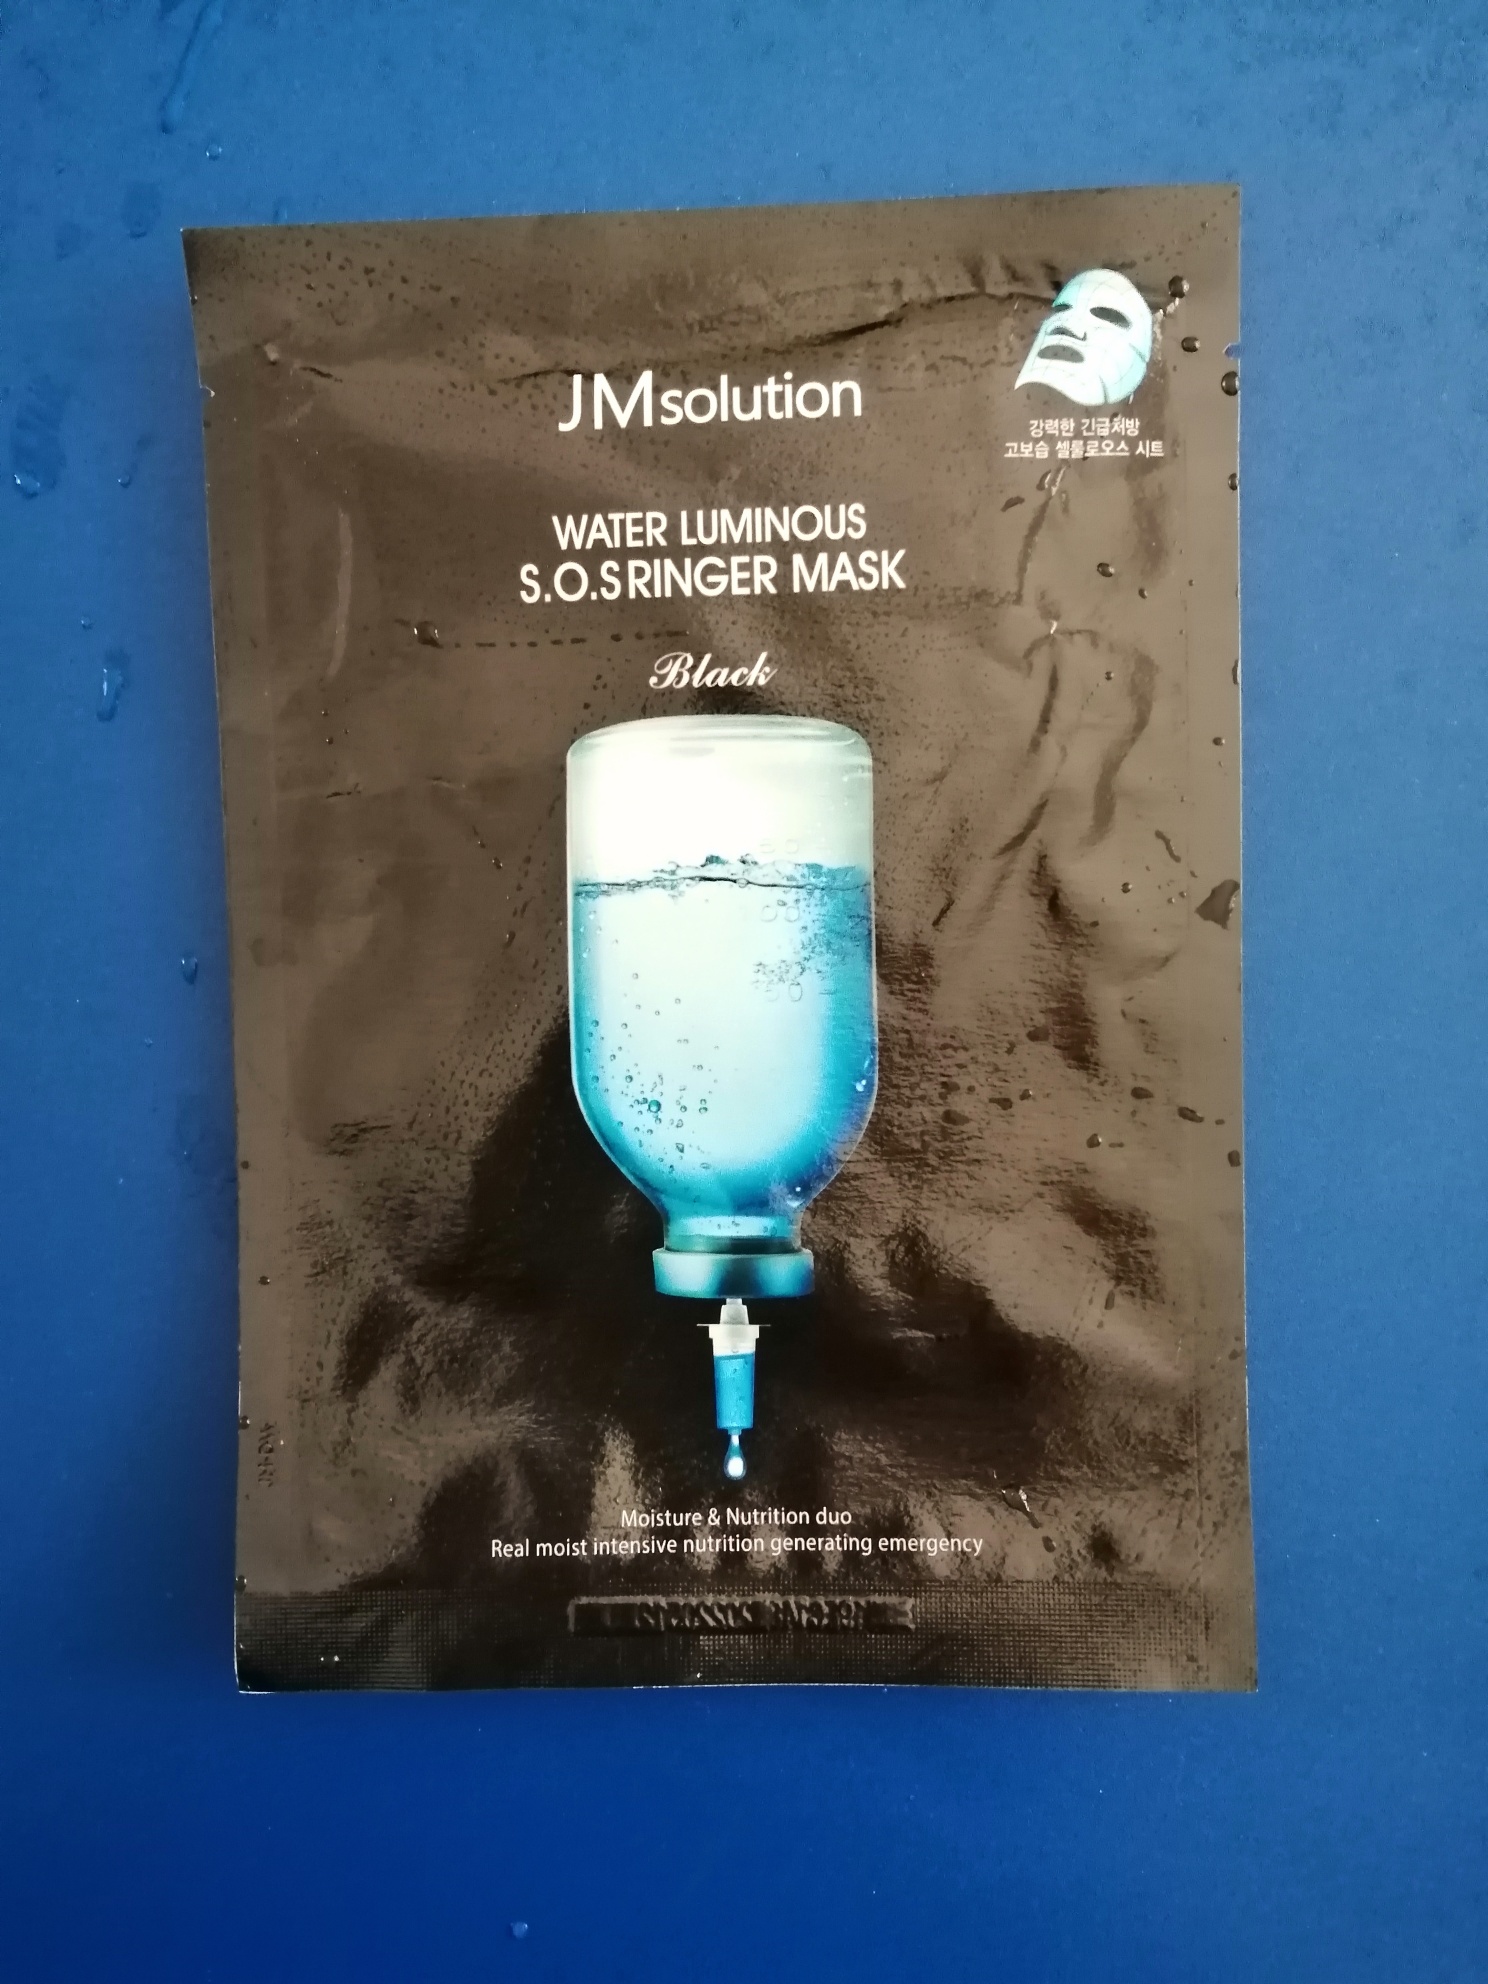 JMsolution
강력한 긴급처방
고보습 셀룰로오스 시트
WATER LUMINOUS
S.O.S RINGER MASK
Black
Moisture & Nutrition duo
Real moist intensive nutrition generating emergency